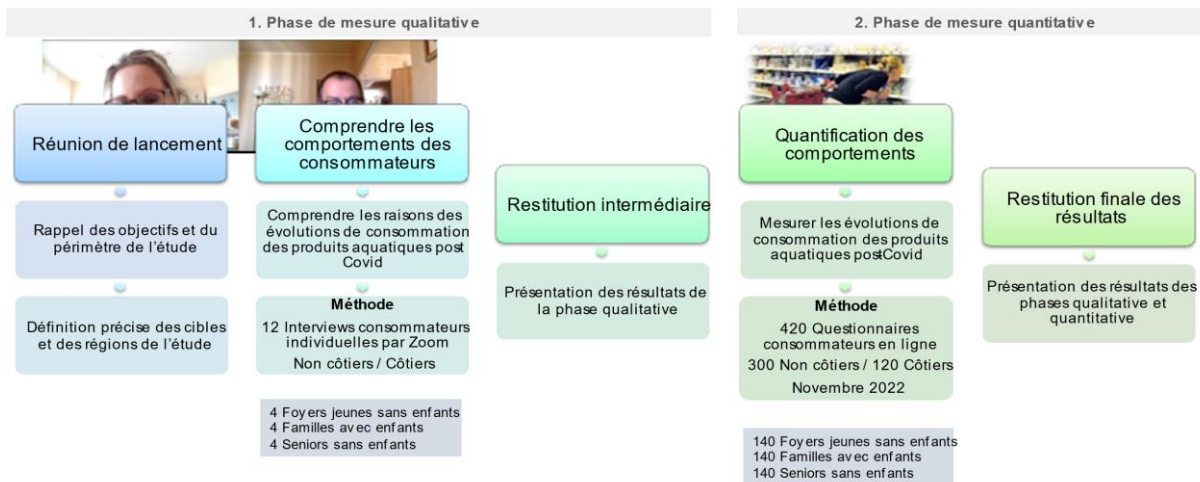 1. Phase de mesure qualitative
2. Phase de mesure quantitative
Réunion de lancement
Rappel des objectifs et du
périmètre de l'étude
Définition précise des cibles
et des régions de l'étude
Comprendre les
comportements des
consommateurs
Comprendre les raisons des
évolutions de consommation
des produits aquatiques post
Covid
Méthode
12 Interviews consommateurs
individuelles par Zoom
Non côtiers / Côtiers
4 Foyers jeunes sans enfants
4 Familles avec enfants
4 Seniors sans enfants
Restitution intermédiaire
Présentation des résultats de
la phase qualitative
Quantification des
comportements
Mesurer les évolutions de
consommation des produits
aquatiques postCovid
Méthode
420 Questionnaires
consommateurs en ligne
300 Non côtiers / 120 Côtiers
Novembre 2022
140 Foyers jeunes sans enfants
140 Familles avec enfants
140 Seniors sans enfants
Restitution finale des
résultats
Présentation des résultats des
phases qualitative et
quantitative